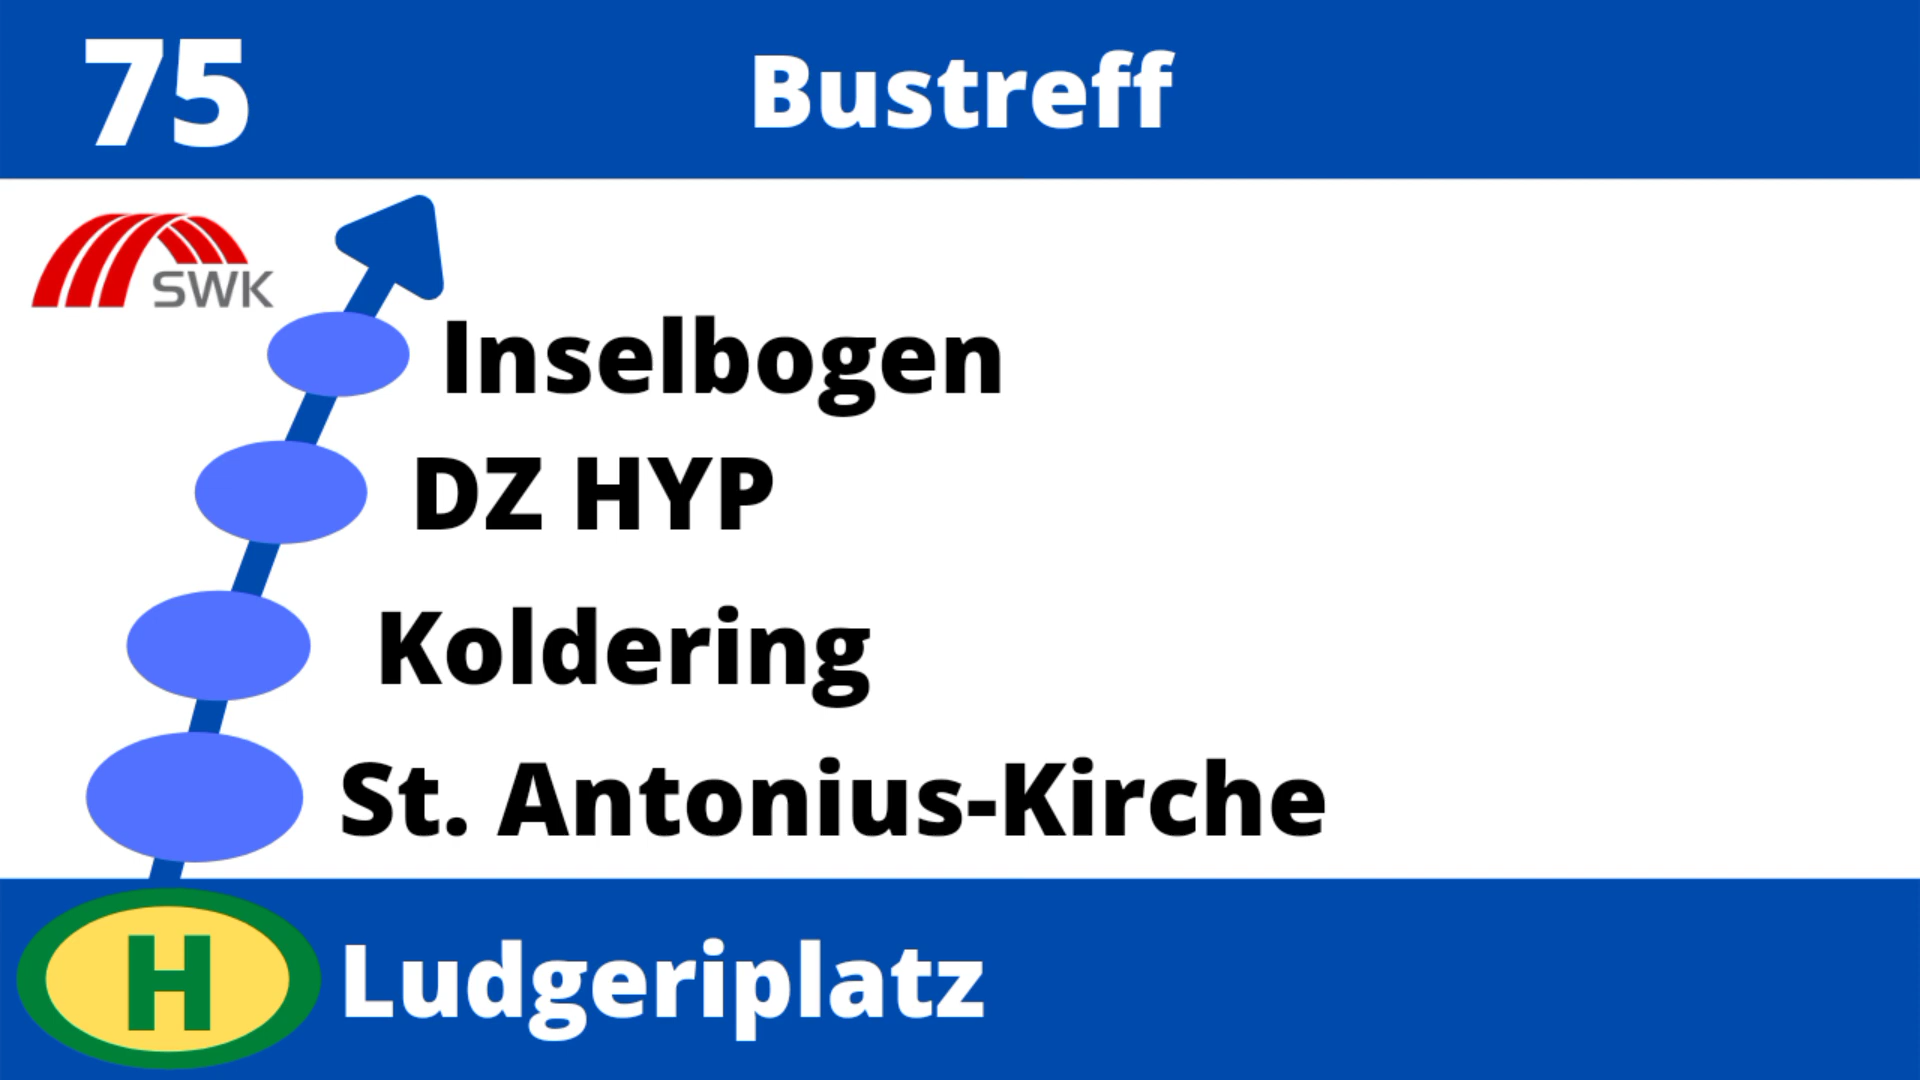 75 Bustreff
SWK
Inselbogen
DZ HYP
Koldering
St. Antonius-Kirche
H Ludgeriplatz